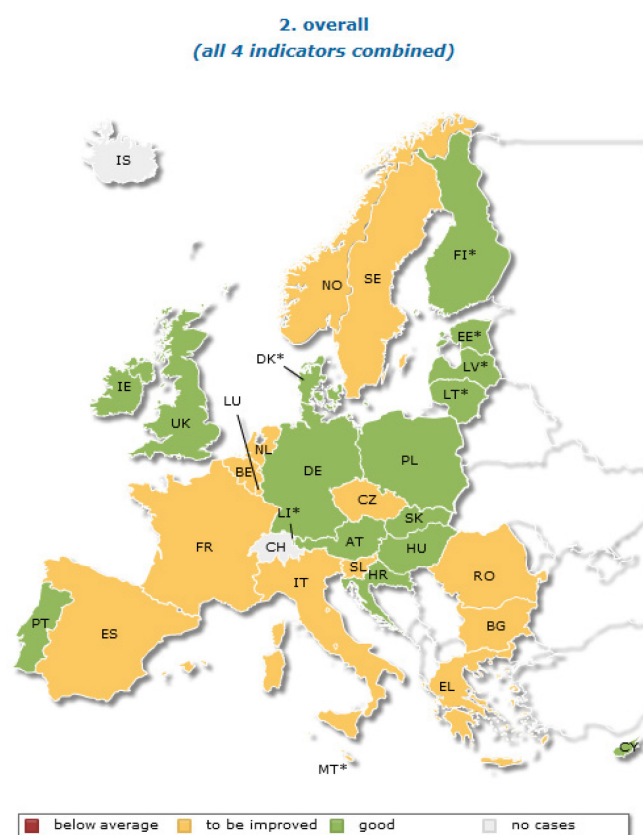 2. overall
(all 4 indicators combined)
IS
FI*
NO
SE
EE*
DK*
LV*
IE
LT*
LU
UK
NL
DE
PL
BE
CZ
LI*
SK
FR
CH
AT
HU
SL
HR
RO
IT
PT
ES
BG
EL
CY
MT*
below average to be improved good no cases